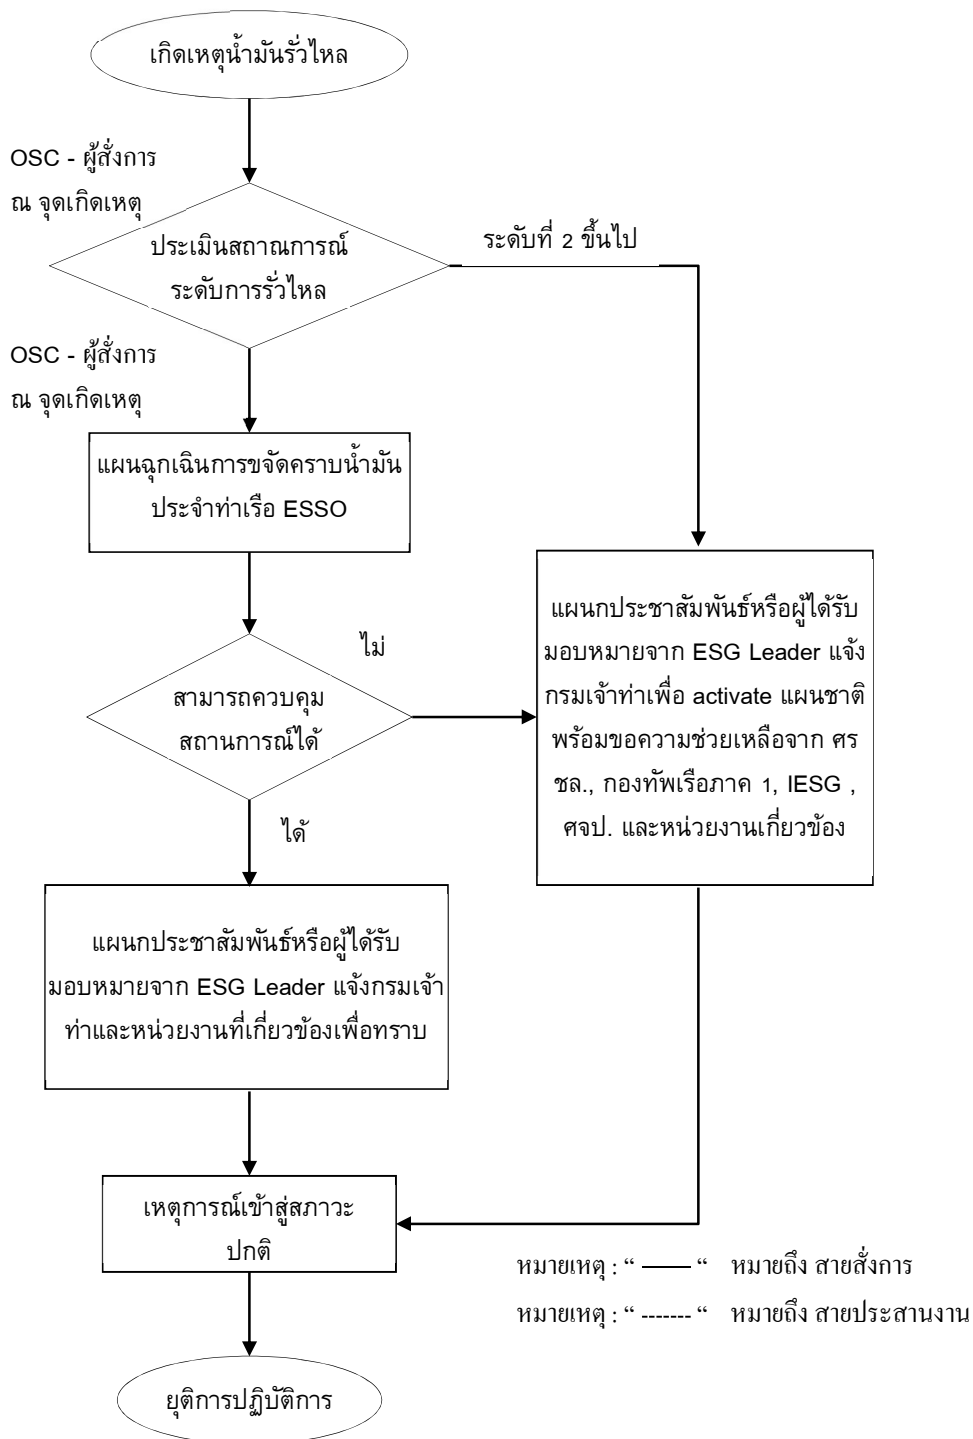 เกิดเหตุน้ำมันรั่วไหล
OSC - ผู้สั่งการ
ณ จุดเกิดเหตุ
ประเมินสถาณการณ์
ระดับการรั่วไหล
ระดับที่ 2 ขึ้นไป
OSC - ผู้สั่งการ
ณ จุดเกิดเหตุ
แผนฉุกเฉินการขจัดคราบน้ำมัน
ประจำท่าเรือ ESSO
สามารถควบคุม
สถานการณ์ได้
ไม่
แผนกประชาสัมพันธ์หรือผู้ได้รับ
มอบหมายจาก ESG Leader แจ้ง
กรมเจ้าท่าเพื่อ activate แผนชาติ
พร้อมขอความช่วยเหลือจาก ศร
ชล., กองทัพเรือภาค 1, IESG ,
ศจป. และหน่วยงานเกี่ยวข้อง
ได้
แผนกประชาสัมพันธ์หรือผู้ได้รับ
มอบหมายจาก ESG Leader แจ้งกรมเจ้า
ท่าและหน่วยงานที่เกี่ยวข้องเพื่อทราบ
เหตุการณ์เข้าสู่สภาวะ
ปกติ
หมายเหตุ : “ —— “ หมายถึง สายสั่งการ
หมายเหตุ : “ ------- “ หมายถึง สายประสานงาน
ยุติการปฏิบัติการ